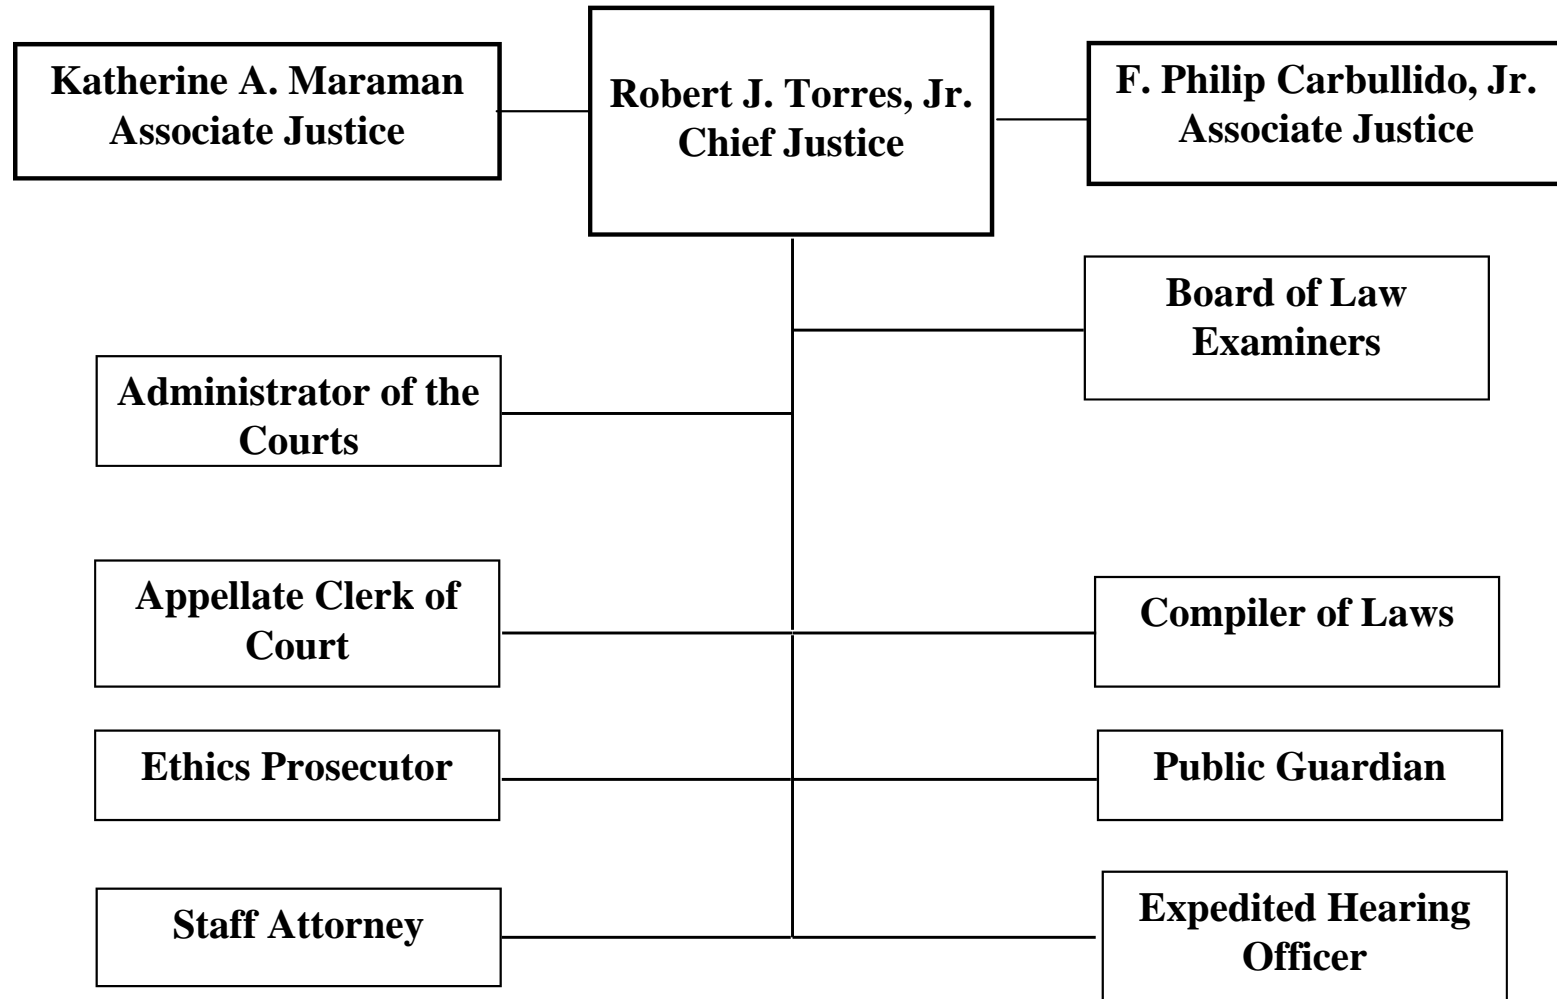 Katherine A. Maraman
Associate Justice
Robert J. Torres, Jr.
Chief Justice
F. Philip Carbullido, Jr.
Associate Justice
Board of Law
Examiners
Administrator of the
Courts
Appellate Clerk of
Court
Compiler of Laws
Ethics Prosecutor
Public Guardian
Staff Attorney
Expedited Hearing
Officer